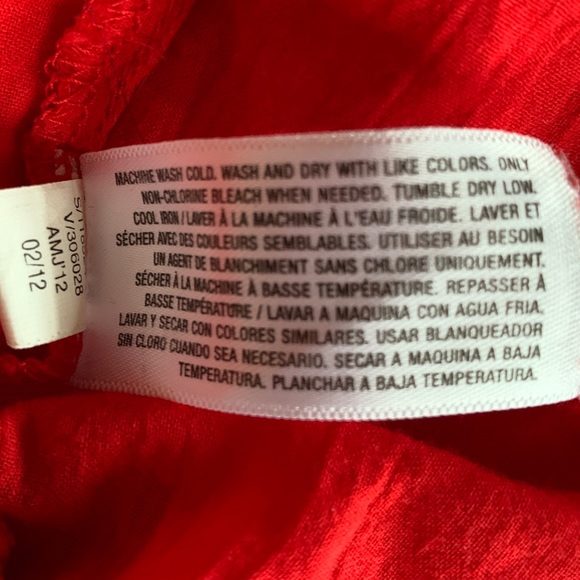 MACHINE WASH COLD. WASH AND DRY WITH LIKE COLORS. ONLY
NON-CHLORINE BLEACH WHEN NEEDED. TUMBLE DRY LOW.
COOL IRON / LAVER À LA MACHINE À L'EAU FROIDE. LAVER ET
SÉCHER AVEC DES COULEURS SEMBLABLES. UTILISER AU BESOIN
UN AGENT DE BLANCHIMENT SANS CHLORE UNIQUEMENT.
SÉCHER À LA MACHINE À BASSE TEMPÉRATURE. REPASSER À
BASSE TEMPÉRATURE / LAVAR A MAQUINA CON AGUA FRIA.
LAVAR Y SECAR CON COLORES SIMILARES. USAR BLANQUEADOR
SIN CLORO CUANDO SEA NECESARIO. SECAR A MAQUINA A BAJA
TEMPERATURA. PLANCHAR A BAJA TEMPERATURA.
V/306028
AMJ'12
02/12